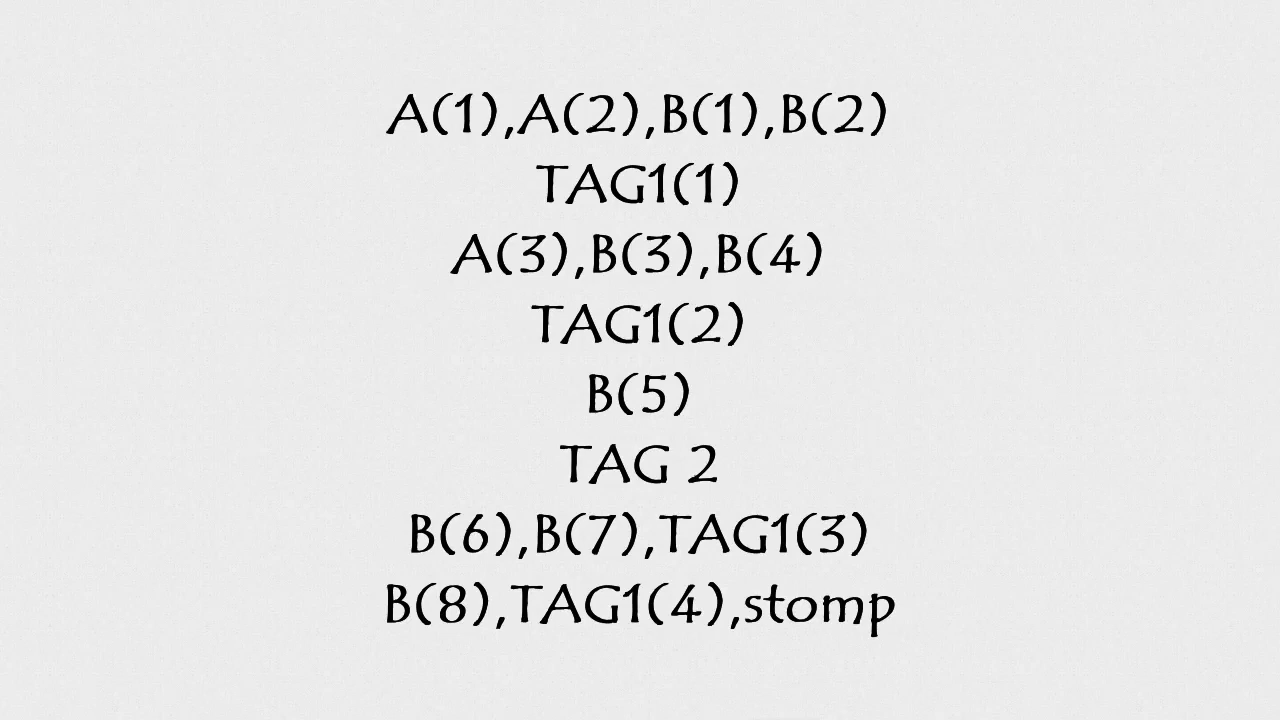 A(1),A(2),B(1),B(2)
TAG1(1)
A(3),B(3),B(4)
TAG1(2)
B(5)
TAG 2
B(6),B(7),TAG1(3)
B(8),TAG1(4),stomp